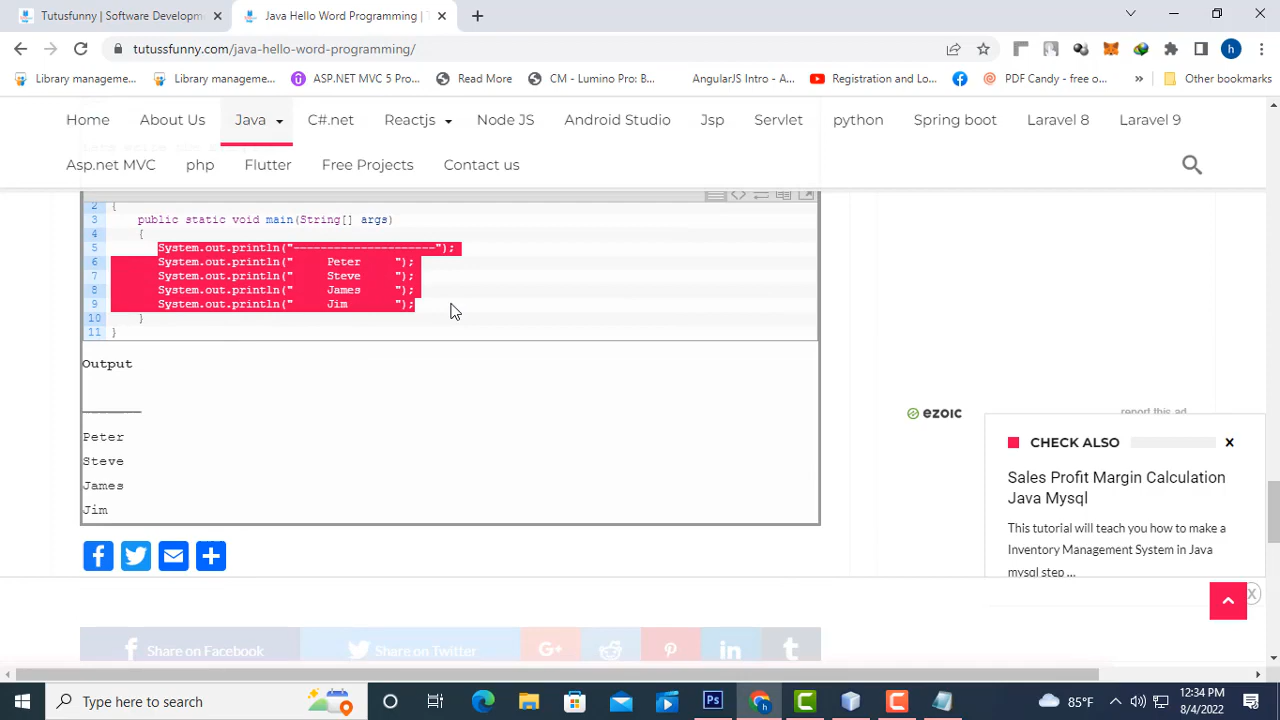 Tutusfunny | Software Developm
Java Hello Word Programming | T
tutussfunny.com/java-hello-word-programming/
h
Library manageme...
Library manageme...
ASP.NET MVC 5 Pro...
Read More
CM - Lumino Pro: B...
AngularJS Intro - A...
Registration and Lo...
PDF Candy - free o...
»
Other bookmarks
Home
About Us
Java
C#.net
Reactjs
Node JS
Android Studio
Jsp
Servlet
python
Spring boot
Laravel 8
Laravel 9
Asp.net MVC
php
Flutter
Free Projects
Contact us
2 {
3 public static void main(String[] args)
4 {
5 System.out.println("---------------------");
6 System.out.println("     Peter     ");
7 System.out.println("     Steve     ");
8 System.out.println("     James     ");
9 System.out.println("     Jim       ");
10 }
11 }
Output
Peter
Steve
James
Jim
ezoic
report this ad
CHECK ALSO
Sales Profit Margin Calculation
Java Mysql
This tutorial will teach you how to make a
Inventory Management System in Java
mysql step ...
X
Share on Facebook
Share on Twitter
G+
in
t
Type here to search
Ps
h
85°F
12:34 PM
8/4/2022